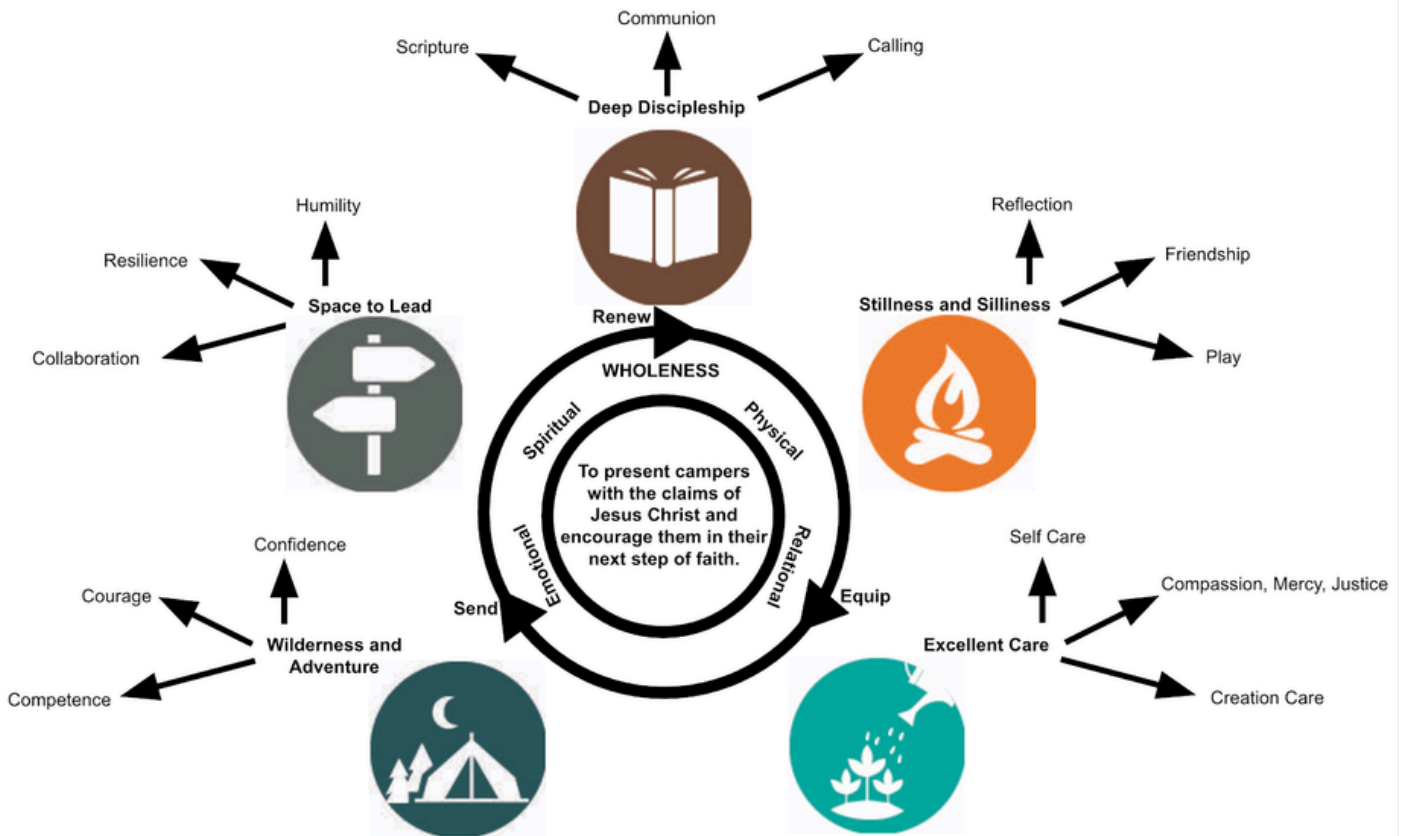 Communion
Scripture
Calling
Deep Discipleship
Humility
Resilience
Space to Lead
Collaboration
Reflection
Friendship
Stillness and Silliness
Play
Renew
WHOLENESS
Spiritual
Physical
Emotional
Relational
To present campers
with the claims of
Jesus Christ and
encourage them in their
next step of faith.
Send
Equip
Confidence
Courage
Wilderness and
Adventure
Competence
Self Care
Compassion, Mercy, Justice
Excellent Care
Creation Care